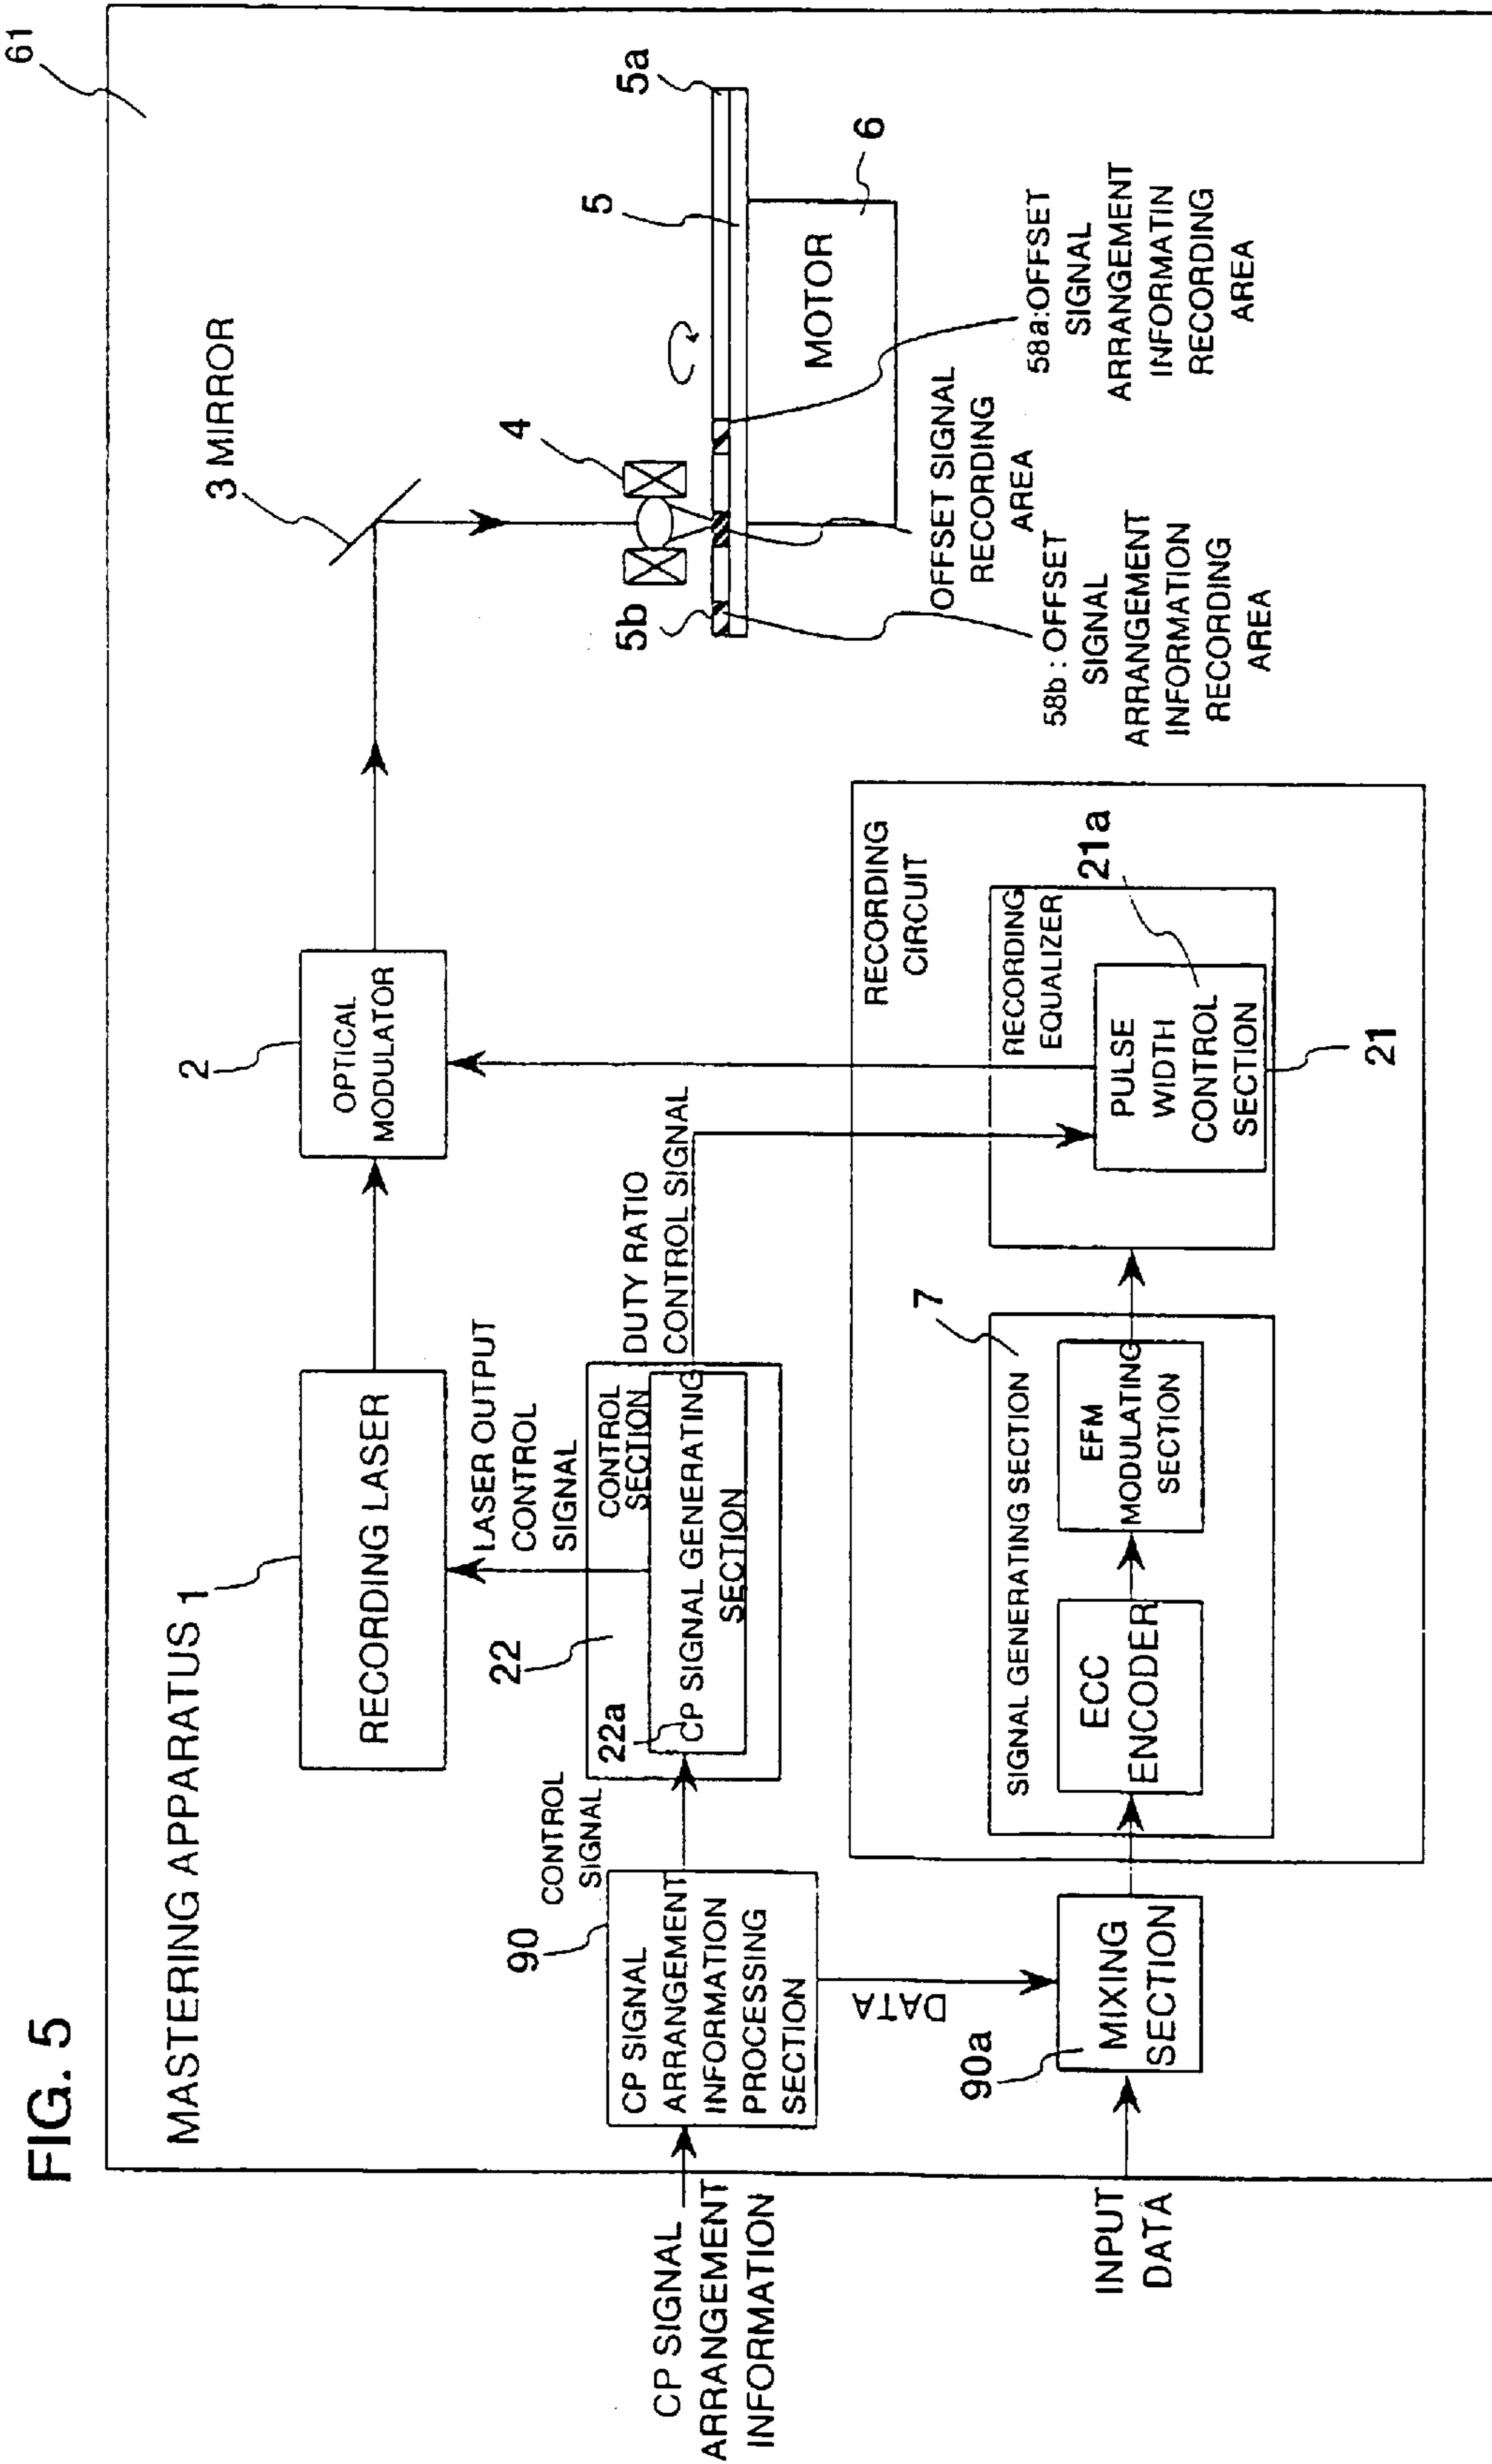 FIG. 5
61
MASTERING APPARATUS
1
RECORDING LASER
2
OPTICAL
MODULATOR
3 MIRROR
4
5b
5
5a
6
MOTOR
OFFSET SIGNAL
RECORDING
AREA
58a:OFFSET
SIGNAL
ARRANGEMENT
INFORMATIN
RECORDING
AREA
58b : OFFSET
SIGNAL
ARRANGEMENT
INFORMATION
RECORDING
AREA
LASER OUTPUT
CONTROL
SIGNAL
DUTY RATIO
CONTROL SIGNAL
22
CONTROL
SECTION
22a
CP SIGNAL GENERATING
SECTION
CONTROL
SIGNAL
90
CP SIGNAL
ARRANGEMENT
INFORMATION
PROCESSING
SECTION
CP SIGNAL
ARRANGEMENT
INFORMATION
DATA
90a
MIXING
SECTION
INPUT
DATA
RECORDING
CIRCUIT
7
SIGNAL GENERATING SECTION
ECC
ENCODER
EFM
MODULATING
SECTION
RECORDING
EQUALIZER
21a
PULSE
WIDTH
CONTROL
SECTION
21